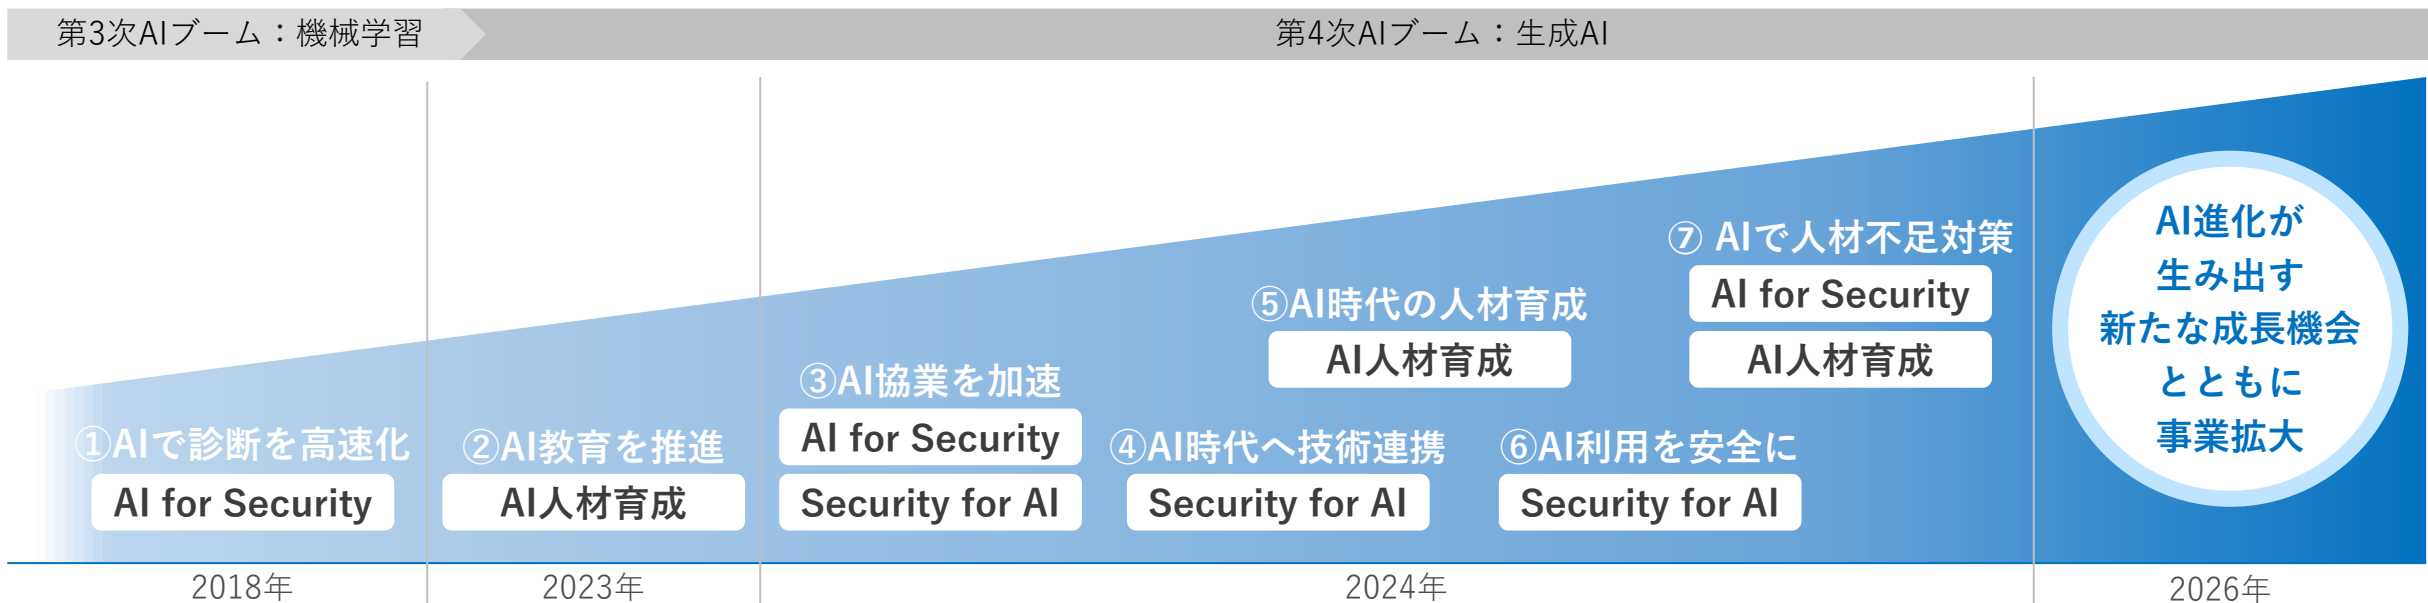 第3次AIブーム：機械学習
第4次AIブーム：生成AI
①AIで診断を高速化
AI for Security
②AI教育を推進
AI人材育成
③AI協業を加速
AI for Security
Security for AI
④AI時代へ技術連携
Security for AI
⑤AI時代の人材育成
AI人材育成
⑥AI利用を安全に
Security for AI
⑦ AIで人材不足対策
AI for Security
AI人材育成
AI進化が
生み出す
新たな成長機会
とともに
事業拡大
2018年
2023年
2024年
2026年